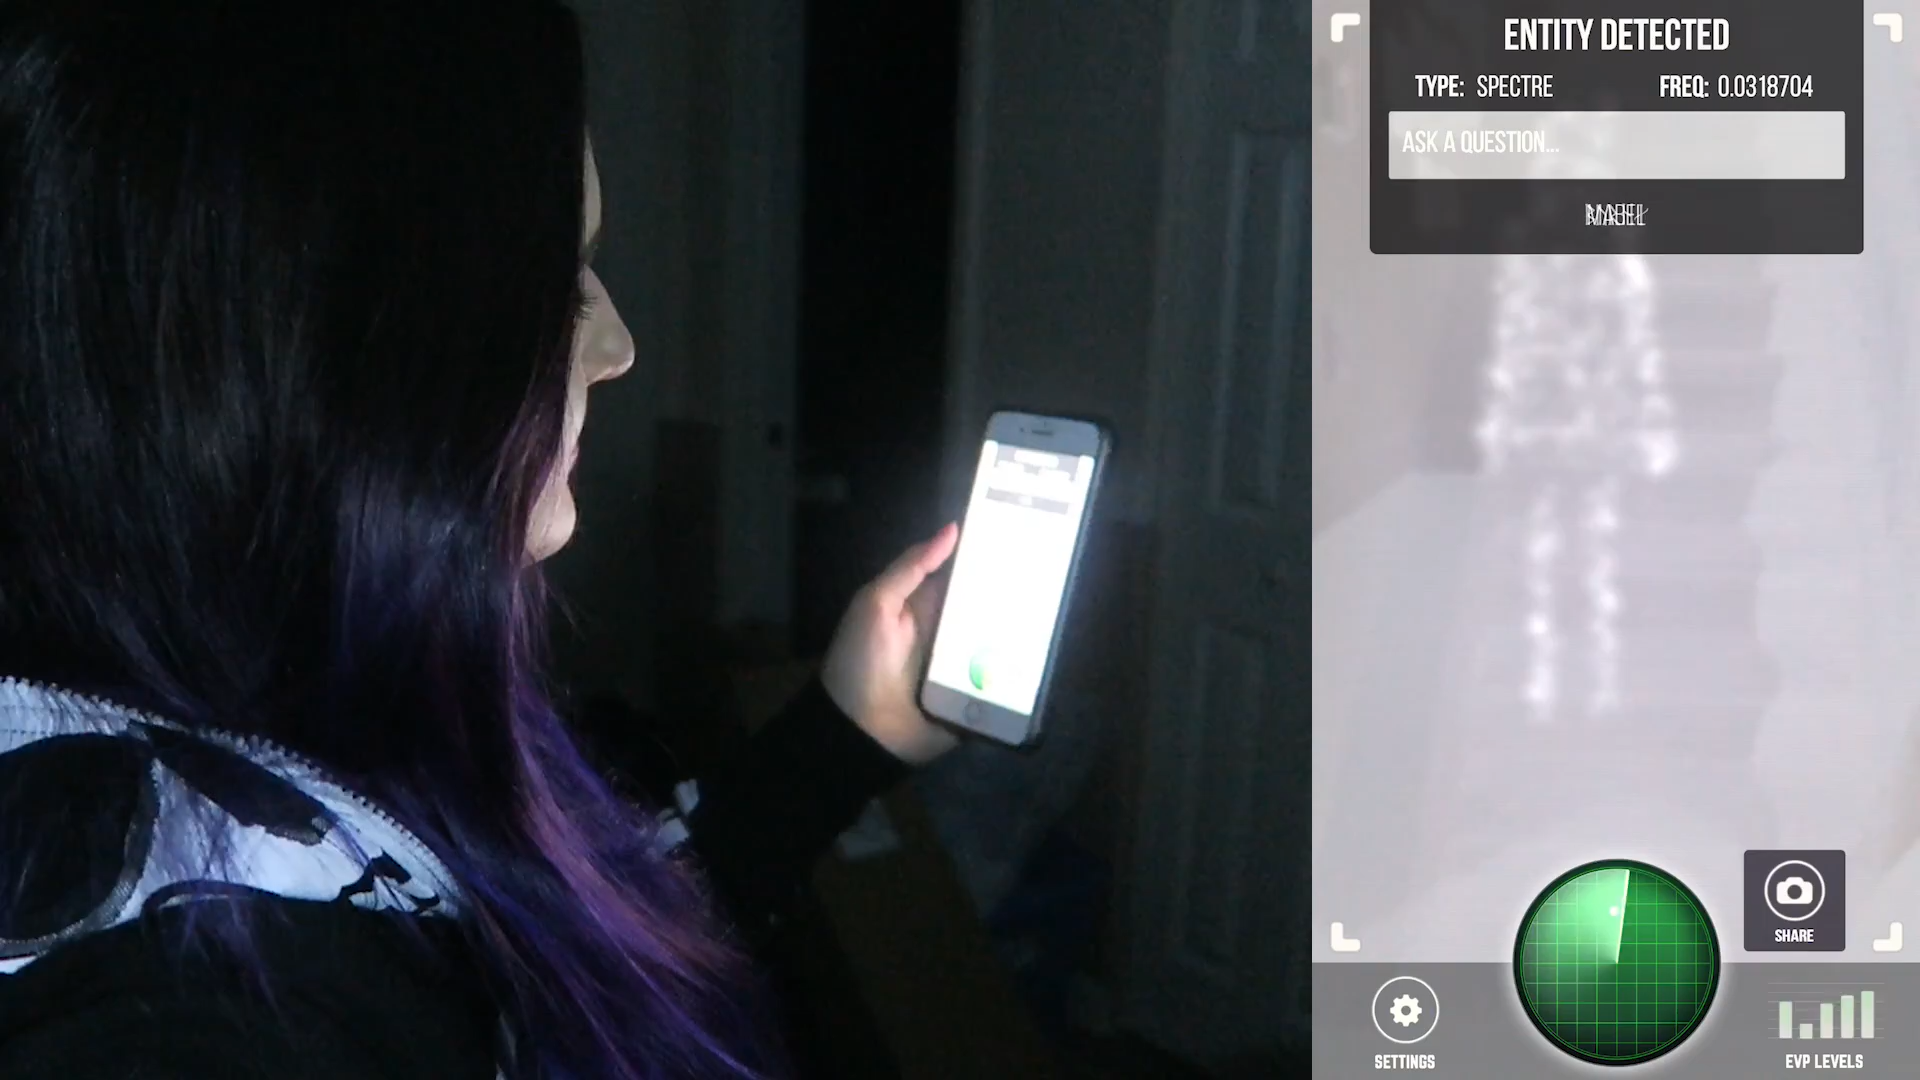 ENTITY DETECTED
TYPE: SPECTRE
FREQ: 0.0318704
ASK A QUESTION...
SHARE
SETTINGS
EVP LEVELS